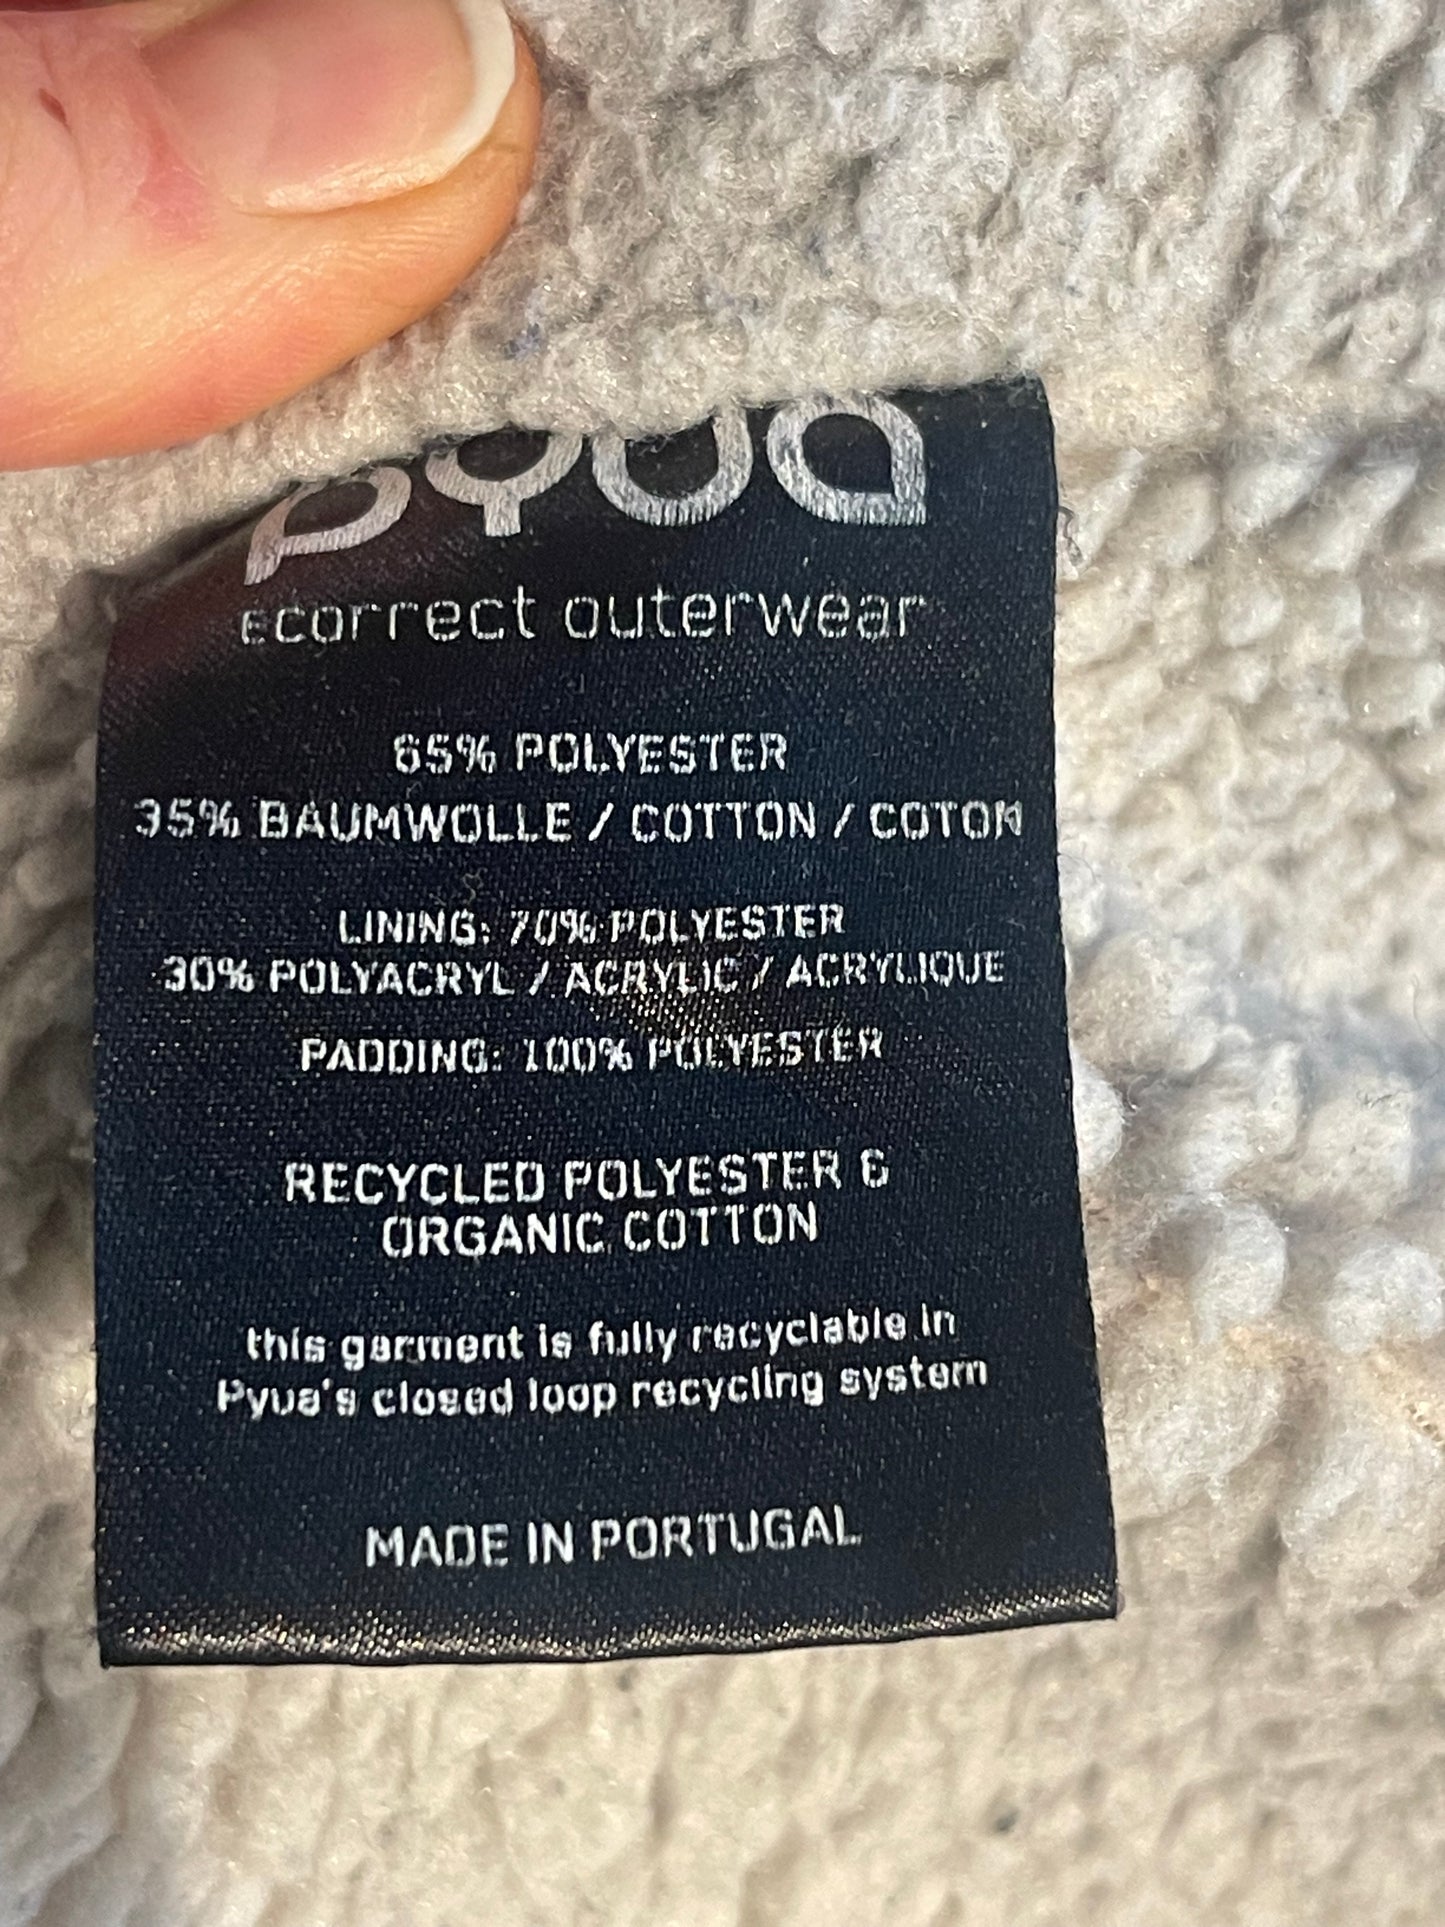 pyua
ecorrect outerwear
65% POLYESTER
35% BAUMWOLLE / COTTON / COTON
LINING: 70% POLYESTER
30% POLYACRYL / ACRYLIC / ACRYLIQUE
PADDING: 100% POLYESTER
RECYCLED POLYESTER &
ORGANIC COTTON
this garment is fully recyclable in
Pyua's closed loop recycling system
MADE IN PORTUGAL